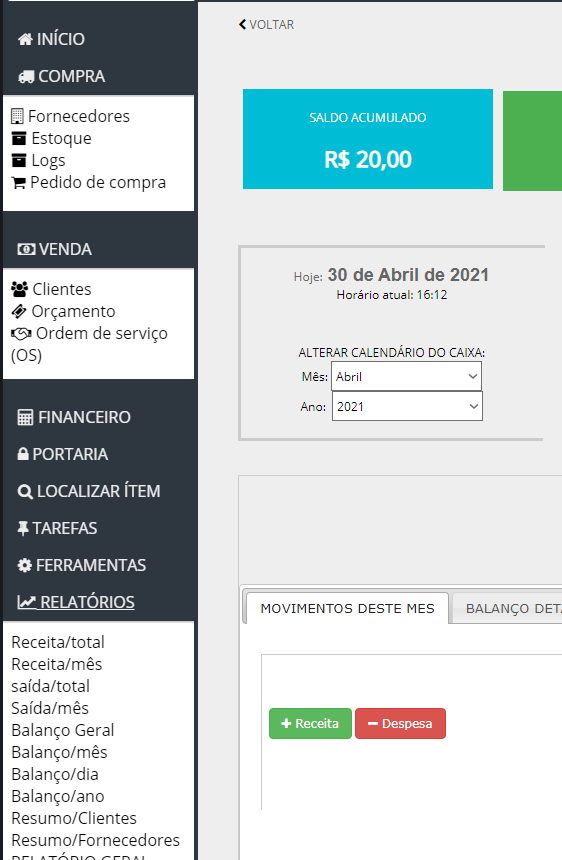 INÍCIO
COMPRA
Fornecedores
Estoque
Logs
Pedido de compra
VENDA
Clientes
Orçamento
Ordem de serviço
(OS)
FINANCEIRO
PORTARIA
LOCALIZAR ÍTEM
TAREFAS
FERRAMENTAS
RELATÓRIOS
Receita/total
Receita/mês
saída/total
Saída/mês
Balanço Geral
Balanço/mês
Balanço/dia
Balanço/ano
Resumo/Clientes
Resumo/Fornecedores
RELATÓRIO GERAL
VOLTAR
SALDO ACUMULADO
R$ 20,00
Hoje: 30 de Abril de 2021
Horário atual: 16:12
ALTERAR CALENDÁRIO DO CAIXA:
Mês: Abril
Ano: 2021
MOVIMENTOS DESTE MES
BALANÇO DETA
Receita
Despesa